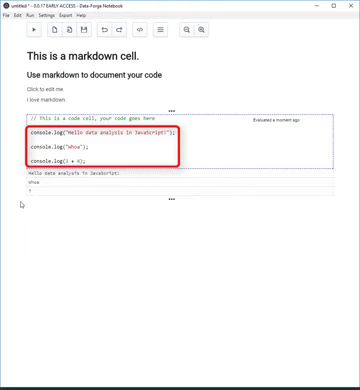 untitled * - 0.0.17 EARLY ACCESS - Data-Forge Notebook
File Edit Run Settings Export Help
This is a markdown cell.
Use markdown to document your code
Click to edit me.
I love markdown.
// This is a code cell, your code goes here
Evaluated a moment ago
console.log("Hello data analysis in JavaScript!");
console.log("Whoa");
console.log(3 + 4);
Hello data analysis in JavaScript!
Whoa
7